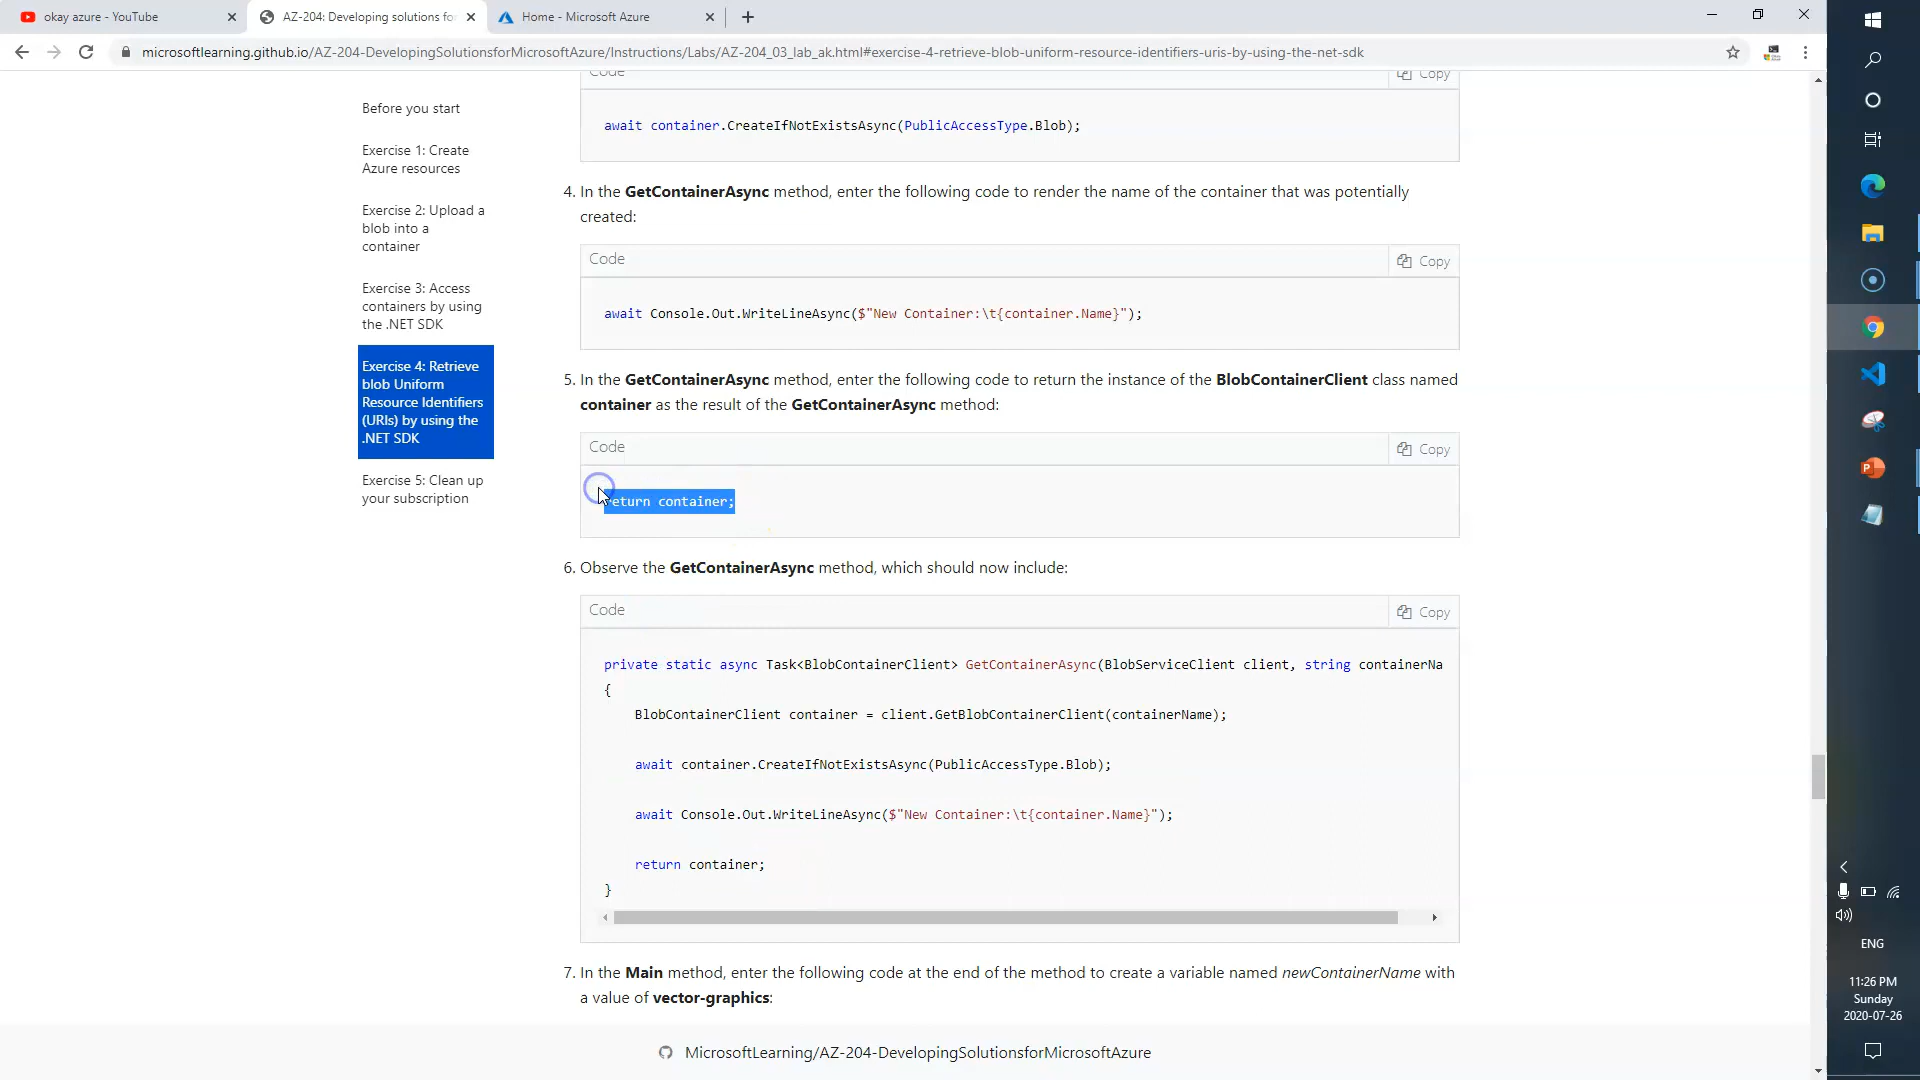 okay azure - YouTube
AZ-204: Developing solutions for
Home - Microsoft Azure
microsoftlearning.github.io/AZ-204-DevelopingSolutionsforMicrosoftAzure/Instructions/Labs/AZ-204_03_lab_ak.html#exercise-4-retrieve-blob-uniform-resource-identifiers-uris-by-using-the-net-sdk
Before you start
Exercise 1: Create
Azure resources
Exercise 2: Upload a
blob into a
container
Exercise 3: Access
containers by using
the .NET SDK
Exercise 4: Retrieve
blob Uniform
Resource Identifiers
(URIs) by using the
.NET SDK
Exercise 5: Clean up
your subscription
Code
Copy
await container.CreateIfNotExistsAsync(PublicAccessType.Blob);
4. In the GetContainerAsync method, enter the following code to render the name of the container that was potentially
created:
Code
Copy
await Console.Out.WriteLineAsync($"New Container:\t{container.Name}");
5. In the GetContainerAsync method, enter the following code to return the instance of the BlobContainerClient class named
container as the result of the GetContainerAsync method:
Code
Copy
return container;
6. Observe the GetContainerAsync method, which should now include:
Code
Copy
private static async Task<BlobContainerClient> GetContainerAsync(BlobServiceClient client, string containerNa
{
BlobContainerClient container = client.GetBlobContainerClient(containerName);
await container.CreateIfNotExistsAsync(PublicAccessType.Blob);
await Console.Out.WriteLineAsync($"New Container:\t{container.Name}");
return container;
}
7. In the Main method, enter the following code at the end of the method to create a variable named newContainerName with
a value of vector-graphics:
MicrosoftLearning/AZ-204-DevelopingSolutionsforMicrosoftAzure
ENG
11:26 PM
Sunday
2020-07-26